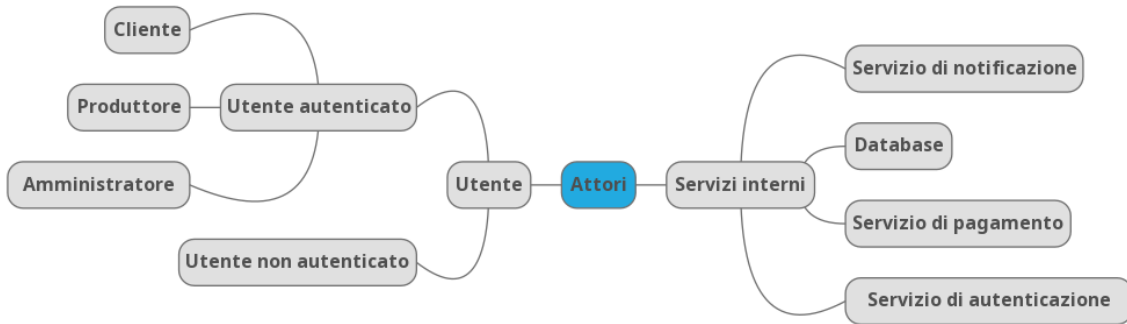 Cliente
Servizio di notificazione
Produttore
Utente autenticato
Database
Amministratore
Utente
Attori
Servizi interni
Servizio di pagamento
Utente non autenticato
Servizio di autenticazione